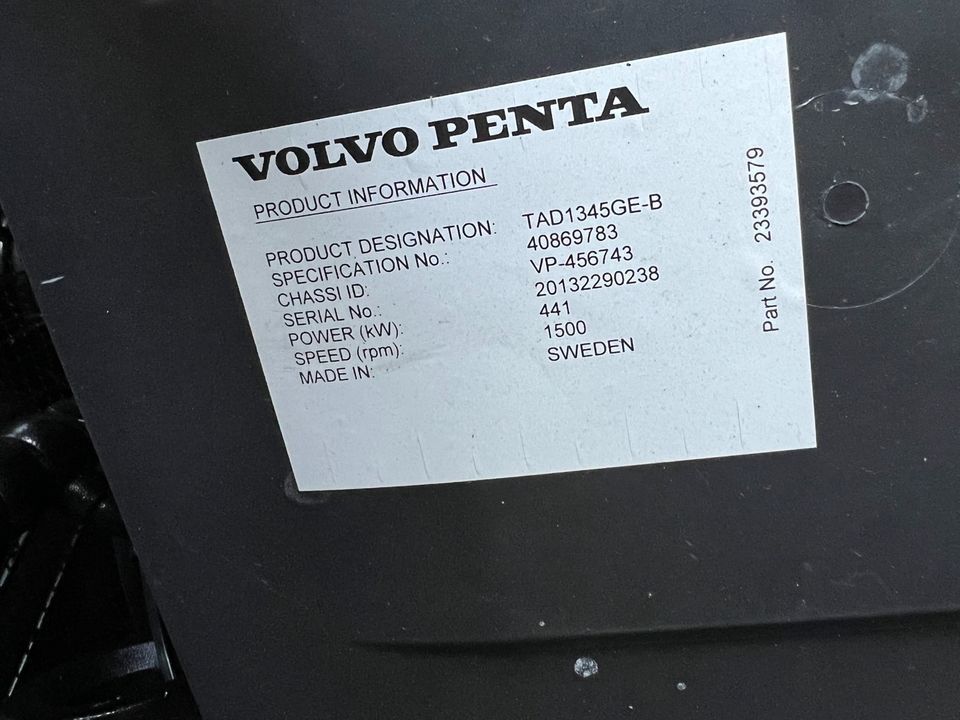 VOLVO PENTA
PRODUCT INFORMATION
PRODUCT DESIGNATION: TAD1345GE-B
SPECIFICATION No.: 40869783
CHASSI ID: VP-456743
SERIAL No.: 20132290238
POWER (kW): 441
SPEED (rpm): 1500
MADE IN: SWEDEN
Part No. 23393579